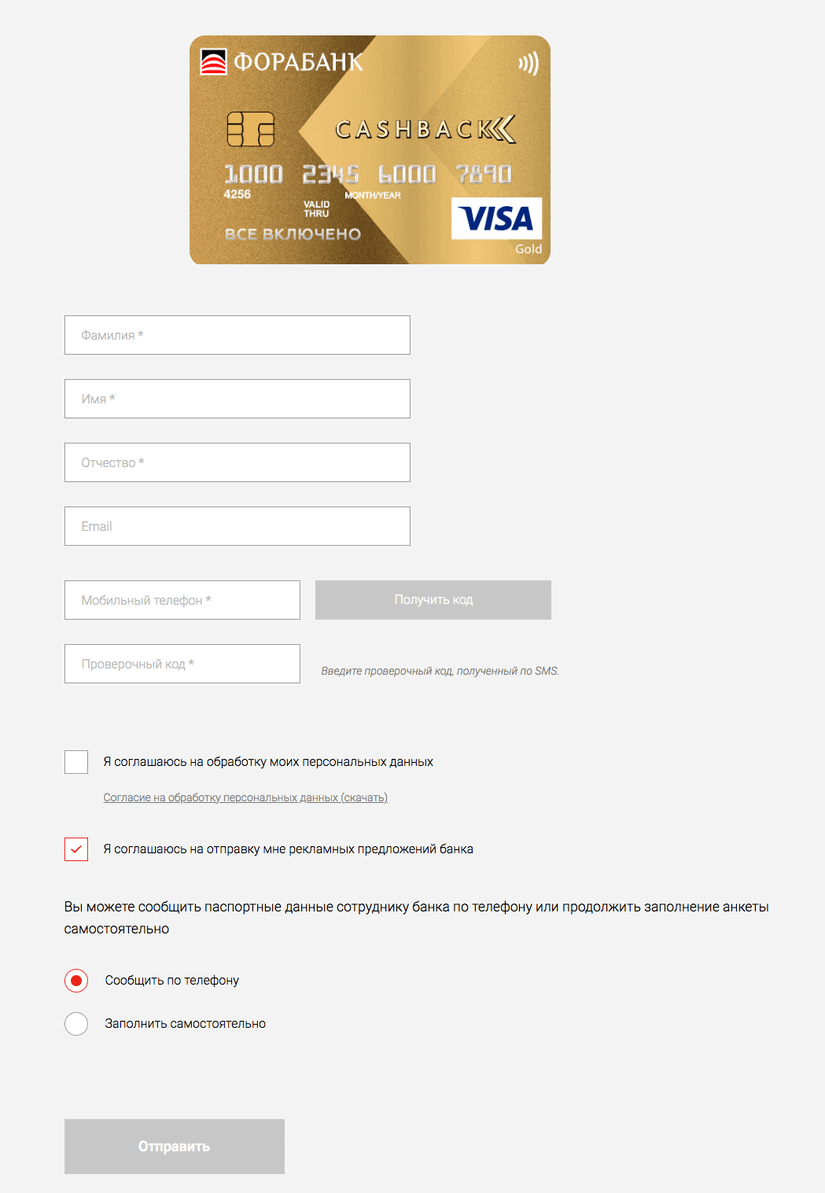 ФОРАБАНК
CASHBACK
1000 2345 6000 7890
4256
MONTH/YEAR
VALID
THRU
VISA
ВСЕ ВКЛЮЧЕНО
Gold
Фамилия *
Имя *
Отчество *
Email
Мобильный телефон *
Получить код
Проверочный код *
Введите проверочный код, полученный по SMS.
Я соглашаюсь на обработку моих персональных данных
Согласие на обработку персональных данных (скачать)
Я соглашаюсь на отправку мне рекламных предложений банка
Вы можете сообщить паспортные данные сотруднику банка по телефону или продолжить заполнение анкеты
самостоятельно
Сообщить по телефону
Заполнить самостоятельно
Отправить